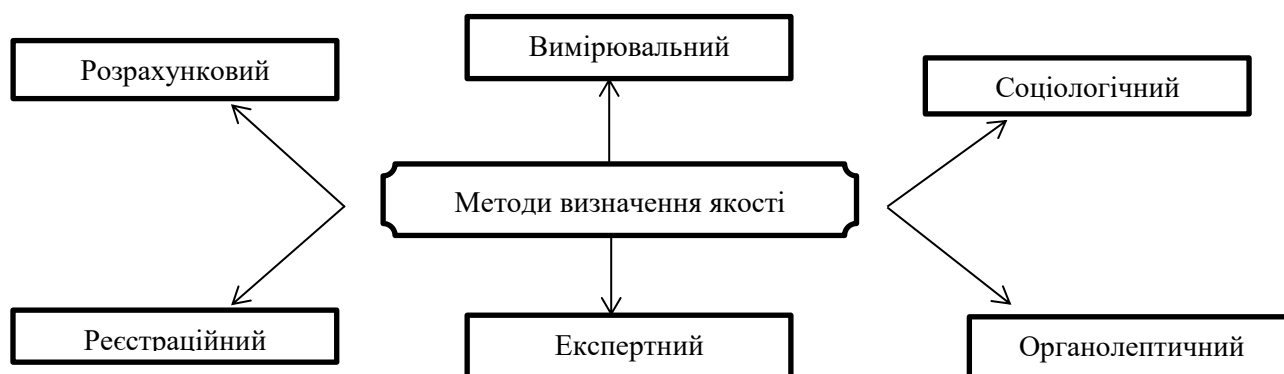 Вимірювальний
Розрахунковий
Соціологічний
Методи визначення якості
Реєстраційний
Експертний
Органолептичний